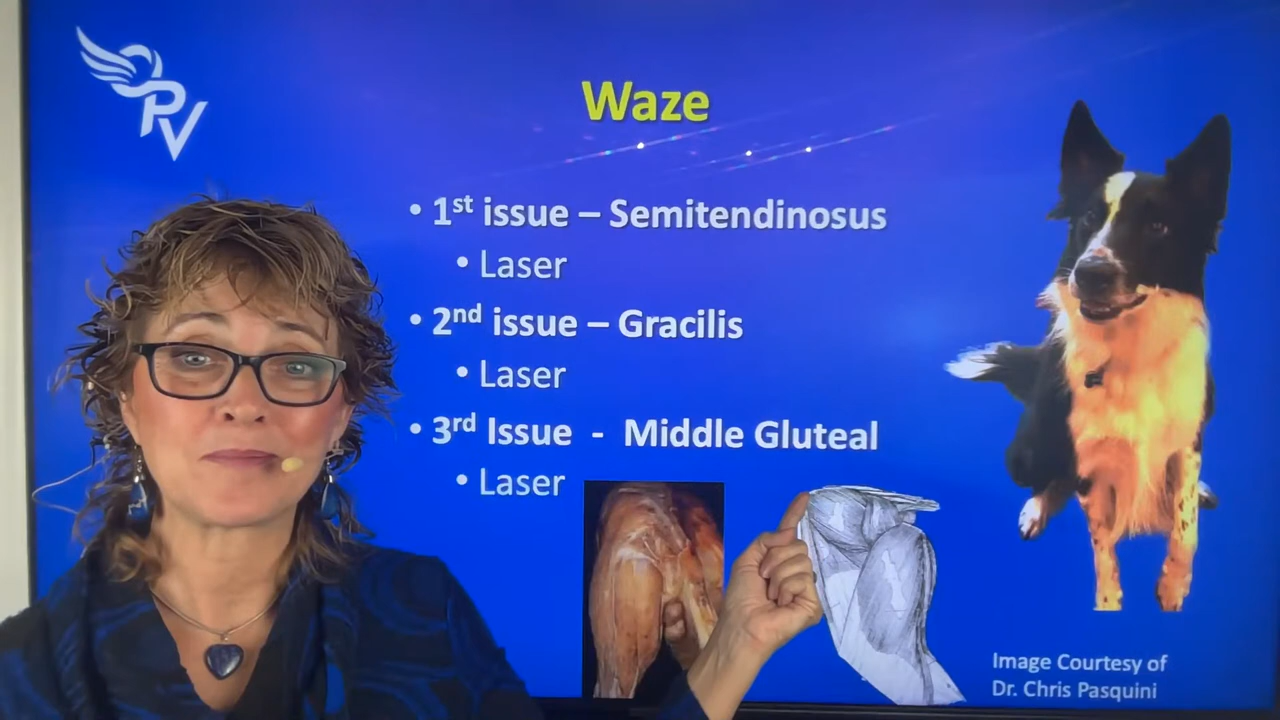 PV
Waze
• 1st issue – Semitendinosus
• Laser
• 2nd issue – Gracilis
• Laser
• 3rd Issue - Middle Gluteal
• Laser
Image Courtesy of
Dr. Chris Pasquini